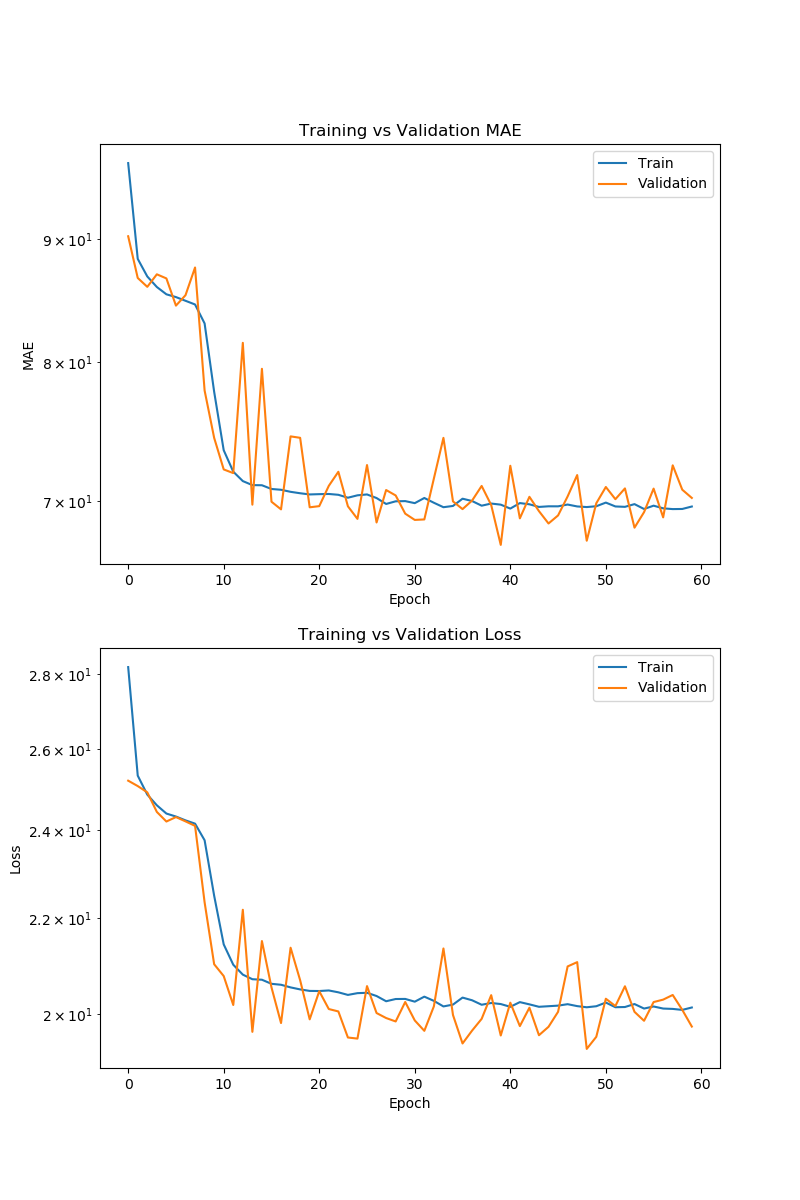 Training vs Validation MAE
Train
Validation
9 × 10¹
8 × 10¹
7 × 10¹
MAE
0 10 20 30 40 50 60
Epoch
Training vs Validation Loss
Train
Validation
2.8 × 10¹
2.6 × 10¹
2.4 × 10¹
2.2 × 10¹
2 × 10¹
Loss
0 10 20 30 40 50 60
Epoch